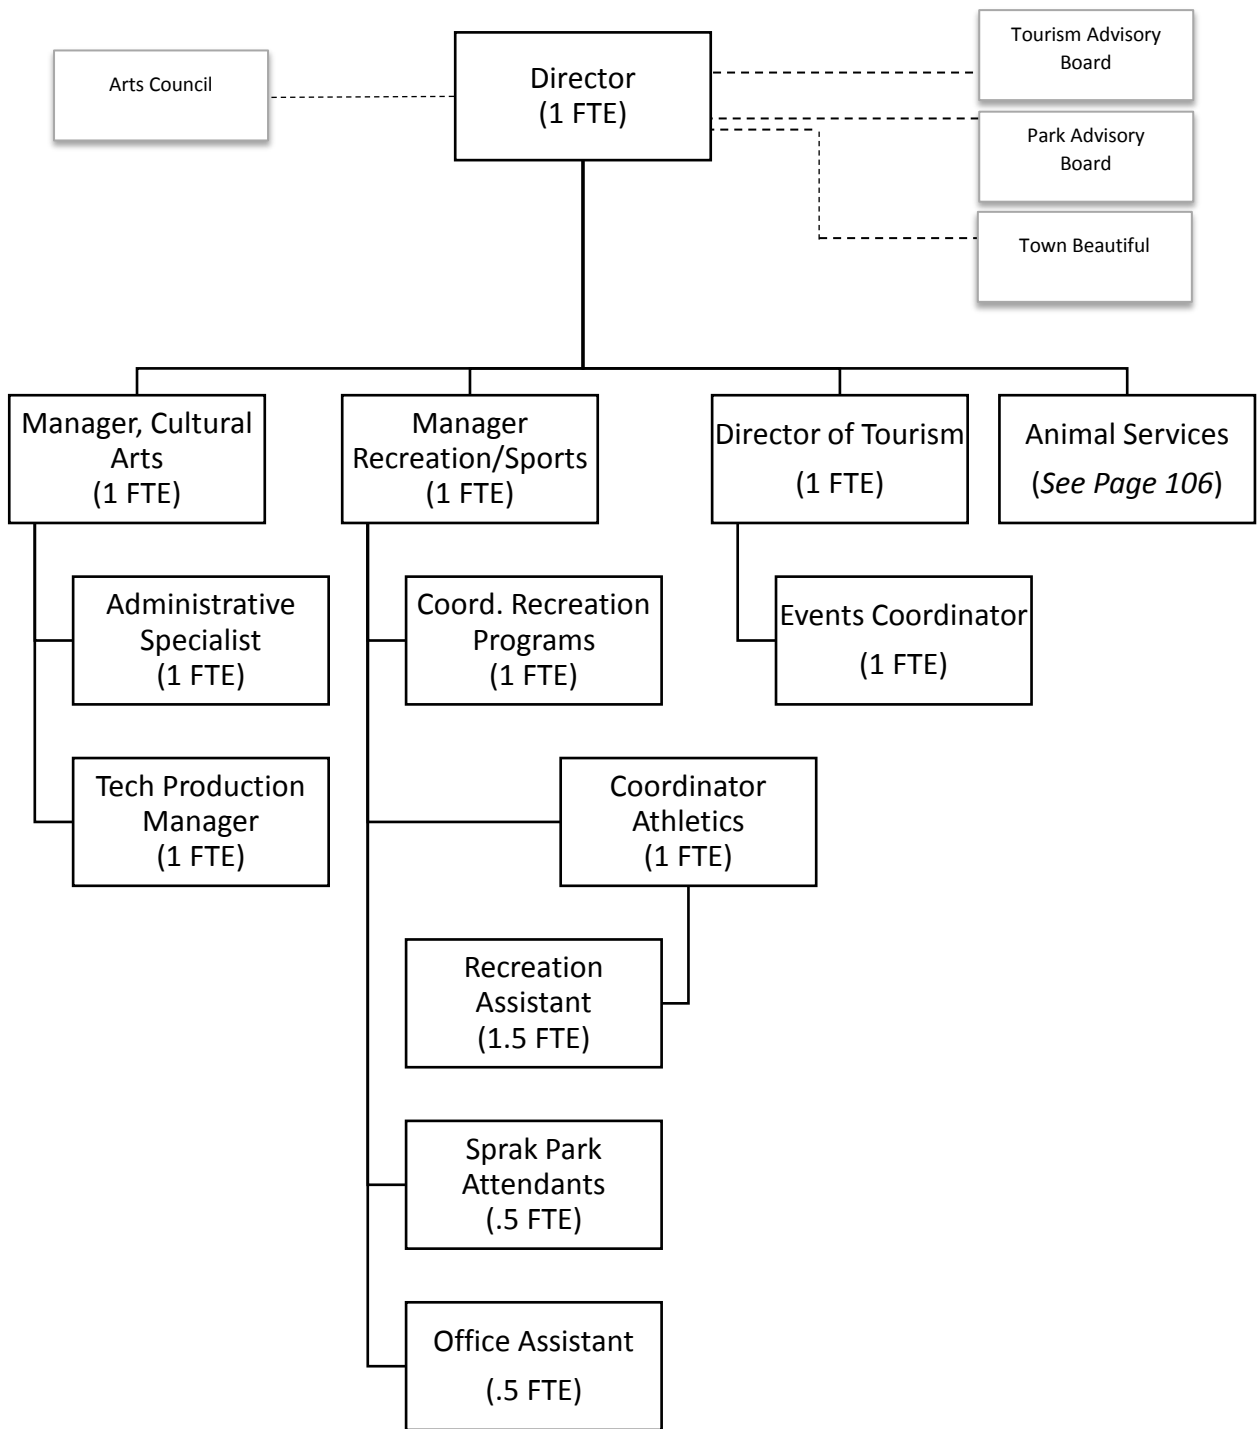 Arts Council
Director
(1 FTE)
Tourism Advisory
Board
Park Advisory
Board
Town Beautiful
Manager, Cultural
Arts
(1 FTE)
Manager
Recreation/Sports
(1 FTE)
Director of Tourism
(1 FTE)
Animal Services
(See Page 106)
Administrative
Specialist
(1 FTE)
Coord. Recreation
Programs
(1 FTE)
Events Coordinator
(1 FTE)
Tech Production
Manager
(1 FTE)
Coordinator
Athletics
(1 FTE)
Recreation
Assistant
(1.5 FTE)
Sprak Park
Attendants
(.5 FTE)
Office Assistant
(.5 FTE)